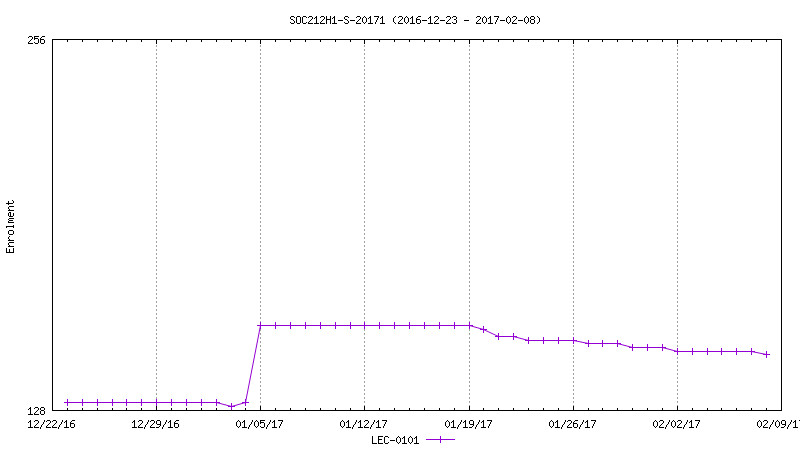 SOC212H1-S-20171 (2016-12-23 - 2017-02-08)
256
Enrolment
128
12/22/16 12/29/16 01/05/17 01/12/17 01/19/17 01/26/17 02/02/17 02/09/1
LEC-0101